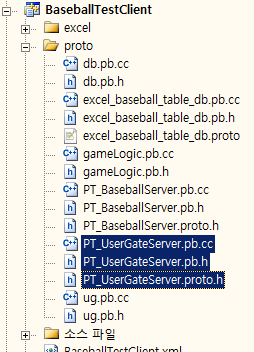 BaseballTestClient
excel
proto
db.pb.cc
db.pb.h
excel_baseball_table_db.pb.cc
excel_baseball_table_db.pb.h
excel_baseball_table_db.proto
gameLogic.pb.cc
gameLogic.pb.h
PT_BaseballServer.pb.cc
PT_BaseballServer.pb.h
PT_BaseballServer.proto.h
PT_UserGateServer.pb.cc
PT_UserGateServer.pb.h
PT_UserGateServer.proto.h
ug.pb.cc
ug.pb.h
소스 파일
BaseballTestClient.xml